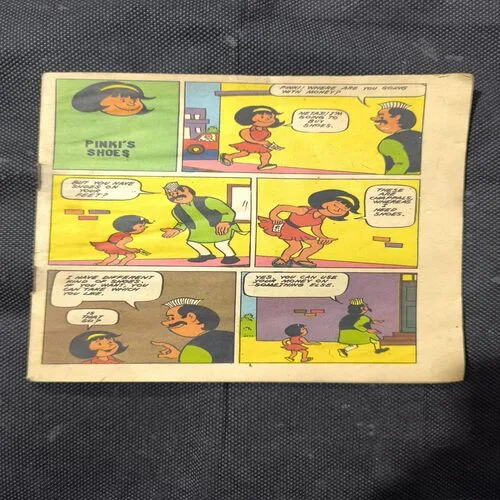 PINKI'S
SHOES
PINKI! WHERE ARE YOU GOING
WITH MONEY?
NETAJI! I'M
GOING TO
BUY
SHOES.
BUT YOU HAVE
SHOES ON
YOUR
FEET?
!!
THESE
ARE
CHAPPALS,
WHEREAS
I
NEED
SHOES.
I HAVE DIFFERENT
KIND OF SHOES.
IF YOU WANT, YOU
CAN TAKE WHICH
YOU LIKE.
IS
THAT
SO?
YES. YOU CAN USE
YOUR MONEY ON
SOMETHING ELSE.